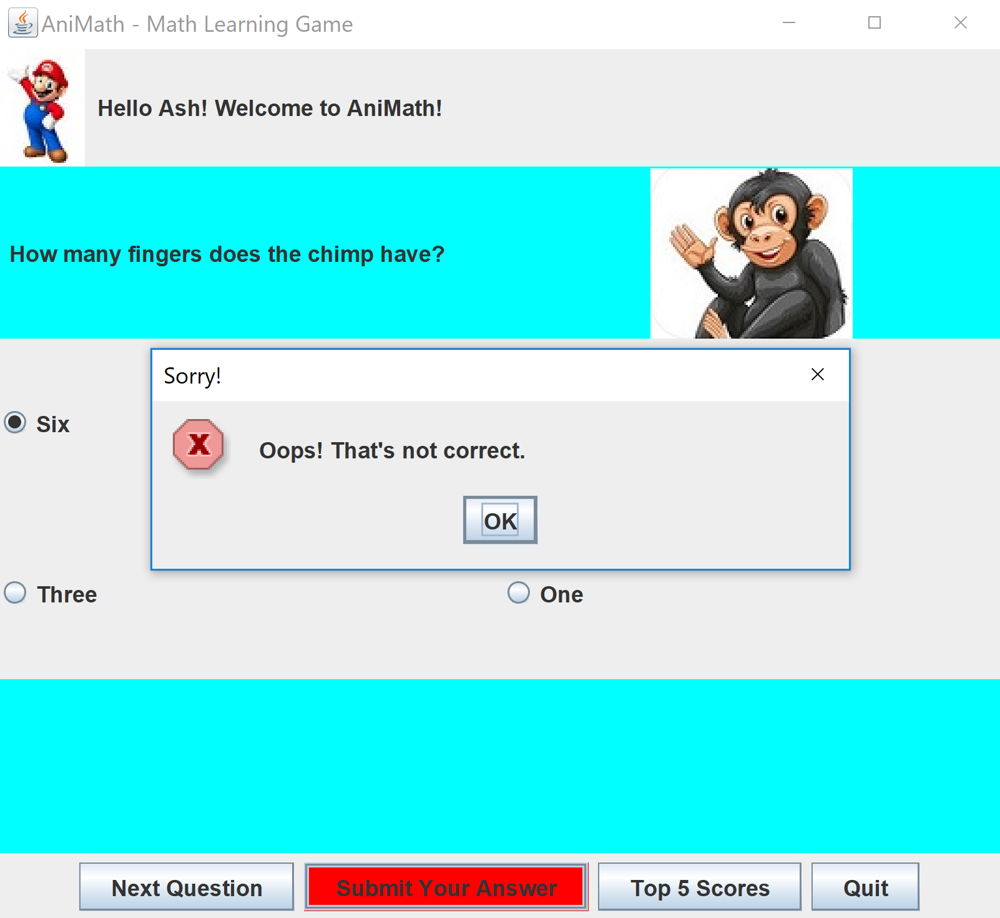 AniMath - Math Learning Game
Hello Ash! Welcome to AniMath!
How many fingers does the chimp have?
Sorry!
Six
Oops! That's not correct.
OK
Three
One
Next Question
Submit Your Answer
Top 5 Scores
Quit